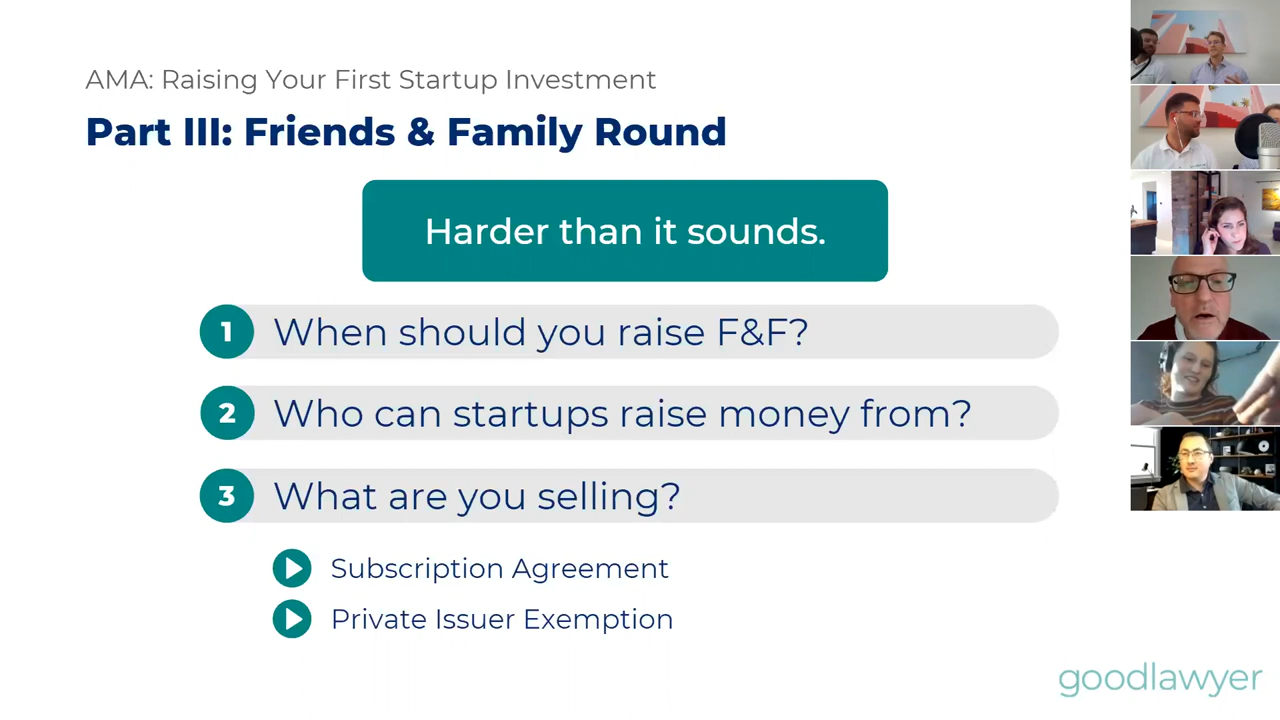 AMA: Raising Your First Startup Investment
Part III: Friends & Family Round
Harder than it sounds.
1 When should you raise F&F?
2 Who can startups raise money from?
3 What are you selling?
Subscription Agreement
Private Issuer Exemption
goodlawyer